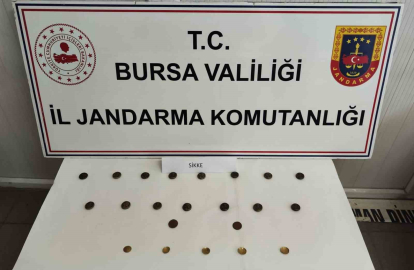 T.C.
BURSA VALİLİĞİ
İL JANDARMA KOMUTANLIĞI
JANDARMA
SİKKE